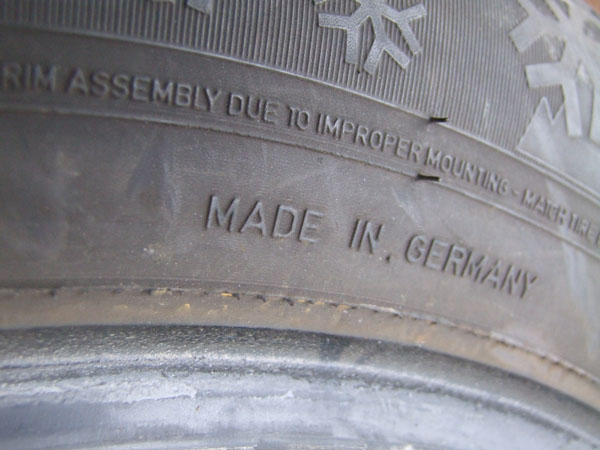 RIM ASSEMBLY DUE TO IMPROPER MOUNTING - MATCH TIRE
MADE IN GERMANY